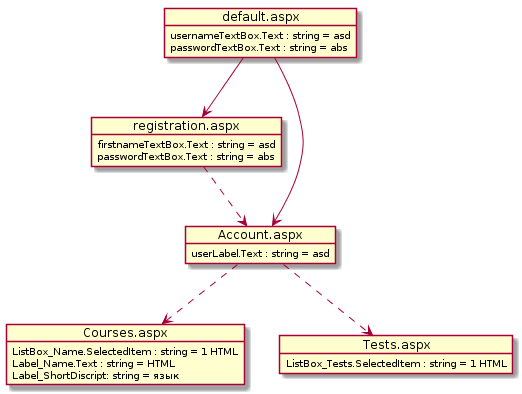 default.aspx
usernameTextBox.Text : string = asd
passwordTextBox.Text : string = abs
registration.aspx
firstnameTextBox.Text : string = asd
passwordTextBox.Text : string = abs
Account.aspx
userLabel.Text : string = asd
Courses.aspx
ListBox_Name.SelectedItem : string = 1 HTML
Label_Name.Text : string = HTML
Label_ShortDiscript: string = язык
Tests.aspx
ListBox_Tests.SelectedItem : string = 1 HTML